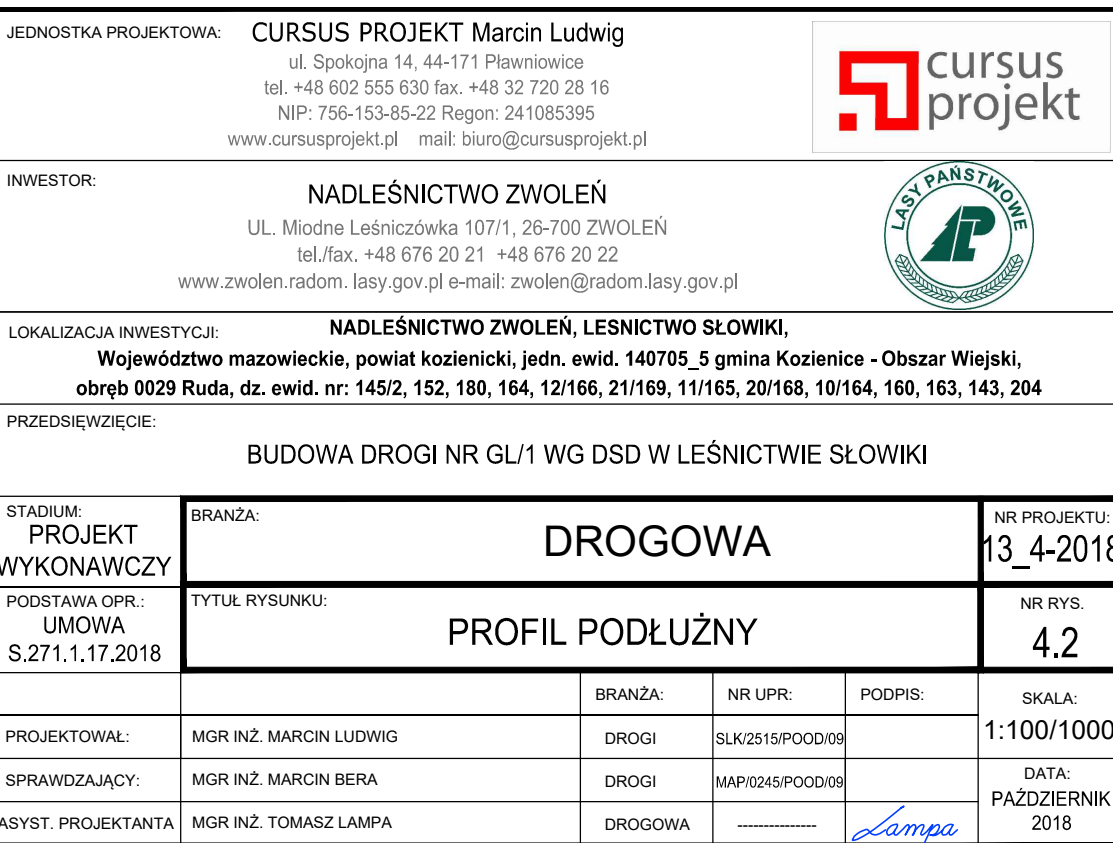 JEDNOSTKA PROJEKTOWA: CURSUS PROJEKT Marcin Ludwig
ul. Spokojna 14, 44-171 Pławniowice
tel. +48 602 555 630 fax. +48 32 720 28 16
NIP: 756-153-85-22 Regon: 241085395
www.cursusprojekt.pl mail: biuro@cursusprojekt.pl
cursus
projekt
INWESTOR:
NADLEŚNICTWO ZWOLEŃ
UL. Miodne Leśniczówka 107/1, 26-700 ZWOLEŃ
tel./fax. +48 676 20 21 +48 676 20 22
www.zwolen.radom. lasy.gov.pl e-mail: zwolen@radom.lasy.gov.pl
LASY PAŃSTWOWE
LOKALIZACJA INWESTYCJI: NADLEŚNICTWO ZWOLEŃ, LESNICTWO SŁOWIKI,
Województwo mazowieckie, powiat kozienicki, jedn. ewid. 140705_5 gmina Kozienice - Obszar Wiejski,
obręb 0029 Ruda, dz. ewid. nr: 145/2, 152, 180, 164, 12/166, 21/169, 11/165, 20/168, 10/164, 160, 163, 143, 204
PRZEDSIĘWZIĘCIE:
BUDOWA DROGI NR GL/1 WG DSD W LEŚNICTWIE SŁOWIKI
STADIUM:
PROJEKT
WYKONAWCZY
BRANŻA:
DROGOWA
NR PROJEKTU:
13_4-2018
PODSTAWA OPR.:
UMOWA
S.271.1.17.2018
TYTUŁ RYSUNKU:
PROFIL PODŁUŻNY
NR RYS.
4.2
BRANŻA: NR UPR: PODPIS:
SKALA:
1:100/1000
PROJEKTOWAŁ: MGR INŻ. MARCIN LUDWIG DROGI SLK/2515/POOD/09
SPRAWDZAJĄCY: MGR INŻ. MARCIN BERA DROGI MAP/0245/POOD/09
DATA:
PAŹDZIERNIK
2018
ASYST. PROJEKTANTA MGR INŻ. TOMASZ LAMPA DROGOWA --------------- Lampa